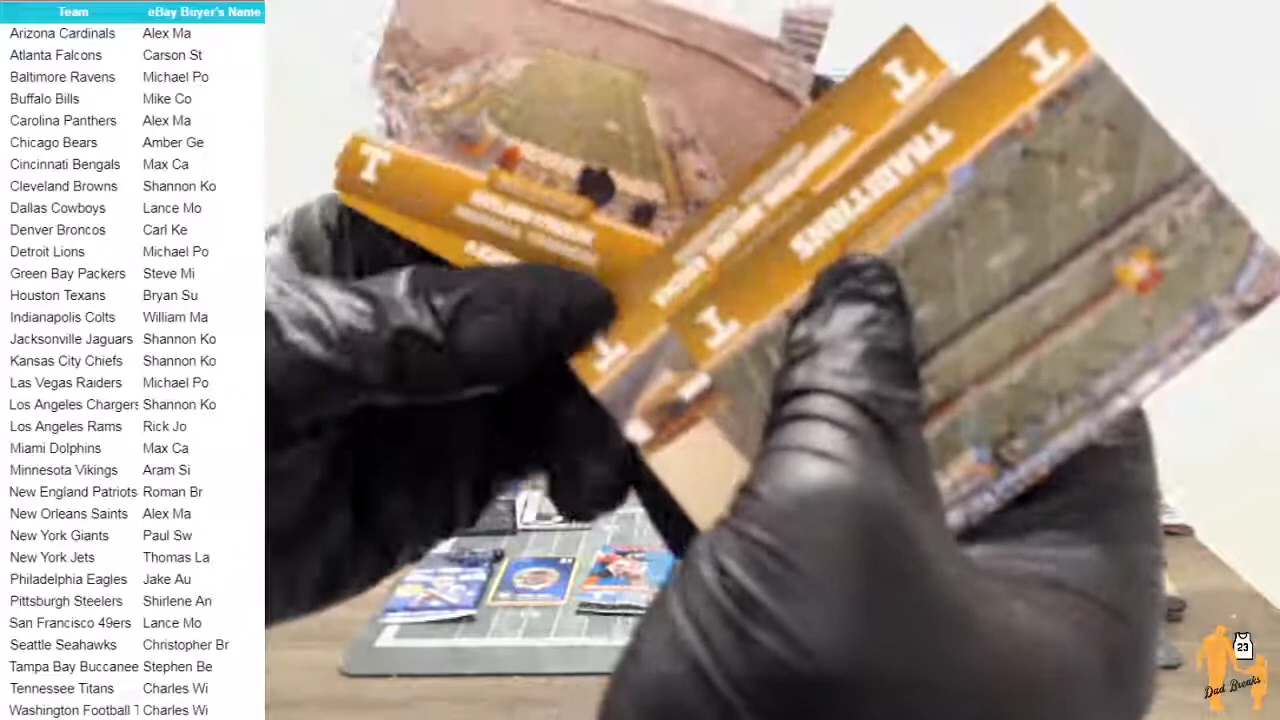 Team eBay Buyer's Name
Arizona Cardinals Alex Ma
Atlanta Falcons Carson St
Baltimore Ravens Michael Po
Buffalo Bills Mike Co
Carolina Panthers Alex Ma
Chicago Bears Amber Ge
Cincinnati Bengals Max Ca
Cleveland Browns Shannon Ko
Dallas Cowboys Lance Mo
Denver Broncos Carl Ke
Detroit Lions Michael Po
Green Bay Packers Steve Mi
Houston Texans Bryan Su
Indianapolis Colts William Ma
Jacksonville Jaguars Shannon Ko
Kansas City Chiefs Shannon Ko
Las Vegas Raiders Michael Po
Los Angeles Chargers Shannon Ko
Los Angeles Rams Rick Jo
Miami Dolphins Max Ca
Minnesota Vikings Aram Si
New England Patriots Roman Br
New Orleans Saints Alex Ma
New York Giants Paul Sw
New York Jets Thomas La
Philadelphia Eagles Jake Au
Pittsburgh Steelers Shirlene An
San Francisco 49ers Lance Mo
Seattle Seahawks Christopher Br
Tampa Bay Buccanee Stephen Be
Tennessee Titans Charles Wi
Washington Football T Charles Wi
T
T
T
TRADITIONS
T
T
23
Dad Breaks